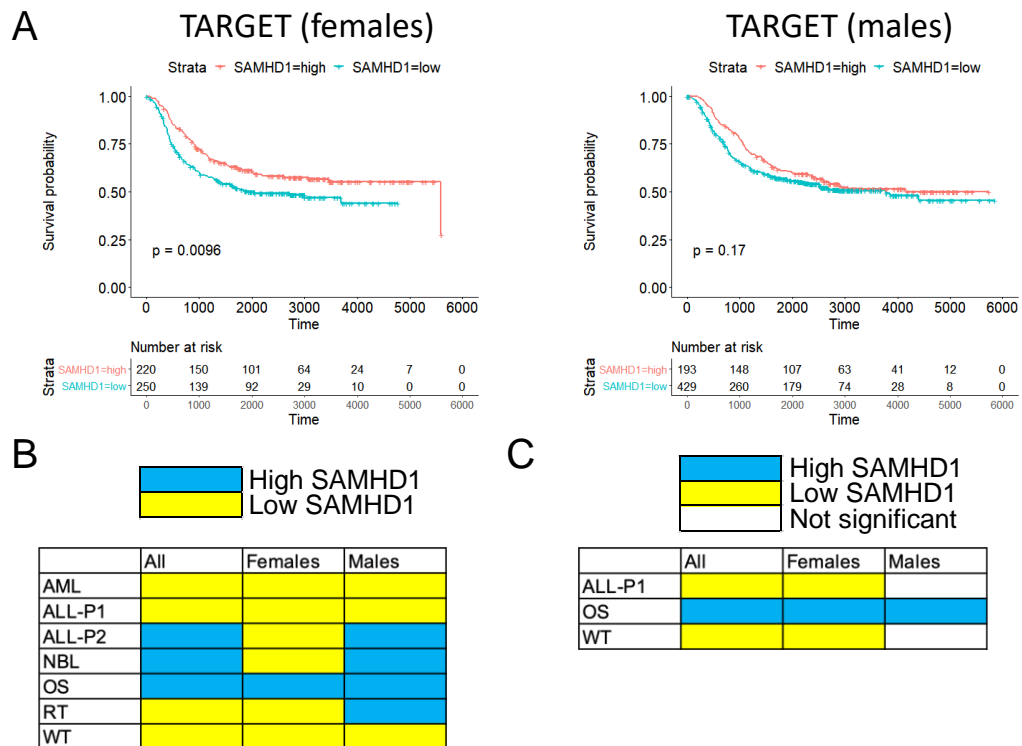 A
TARGET (females)
Strata SAMHD1=high SAMHD1=low
Survival probability
1.00
0.75
0.50
0.25
0.00
p = 0.0096
0 1000 2000 3000 4000 5000 6000
Time
Number at risk
Strata
SAMHD1=high 220 150 101 64 24 7 0
SAMHD1=low 250 139 92 29 10 0 0
0 1000 2000 3000 4000 5000 6000
Time
TARGET (males)
Strata SAMHD1=high SAMHD1=low
Survival probability
1.00
0.75
0.50
0.25
0.00
p = 0.17
0 1000 2000 3000 4000 5000 6000
Time
Number at risk
Strata
SAMHD1=high 193 148 107 63 41 12 0
SAMHD1=low 429 260 179 74 28 8 0
0 1000 2000 3000 4000 5000 6000
Time
B
High SAMHD1
Low SAMHD1
All Females Males
AML
ALL-P1
ALL-P2
NBL
OS
RT
WT
C
High SAMHD1
Low SAMHD1
Not significant
All Females Males
ALL-P1
OS
WT